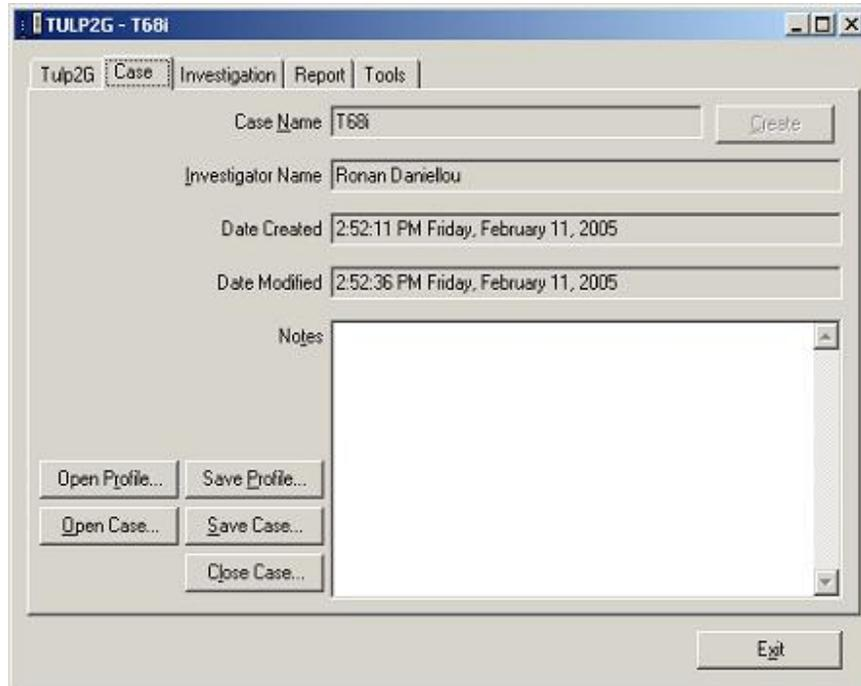 TULP2G - T68i
Tulp2G Case Investigation Report Tools
Case Name T68i Create
Investigator Name Ronan Daniellou
Date Created 2:52:11 PM Friday, February 11, 2005
Date Modified 2:52:36 PM Friday, February 11, 2005
Notes
Open Profile... Save Profile...
Open Case... Save Case...
Close Case...
Exit